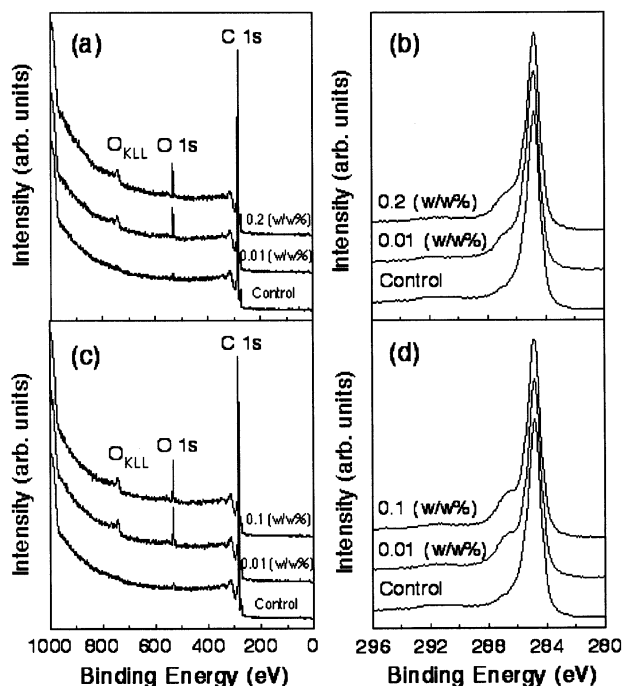 (a)
C 1s
O KLL
O 1s
0.2 (w/w%)
0.01 (w/w%)
Control
Intensity (arb. units)
(b)
0.2 (w/w%)
0.01 (w/w%)
Control
Intensity (arb. units)
(c)
C 1s
O KLL
O 1s
0.1 (w/w%)
0.01 (w/w%)
Control
Intensity (arb. units)
1000 800 600 400 200 0
Binding Energy (eV)
(d)
0.1 (w/w%)
0.01 (w/w%)
Control
Intensity (arb. units)
296 292 288 284 280
Binding Energy (eV)